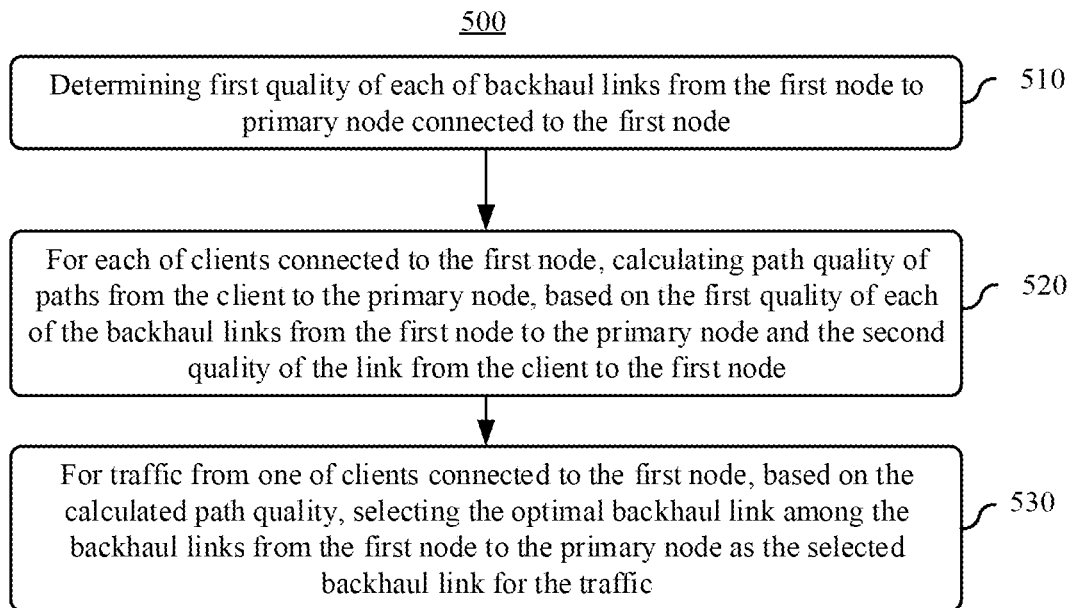 500
Determining first quality of each of backhaul links from the first node to
primary node connected to the first node
510
For each of clients connected to the first node, calculating path quality of
paths from the client to the primary node, based on the first quality of each
of the backhaul links from the first node to the primary node and the second
quality of the link from the client to the first node
520
For traffic from one of clients connected to the first node, based on the
calculated path quality, selecting the optimal backhaul link among the
backhaul links from the first node to the primary node as the selected
backhaul link for the traffic
530